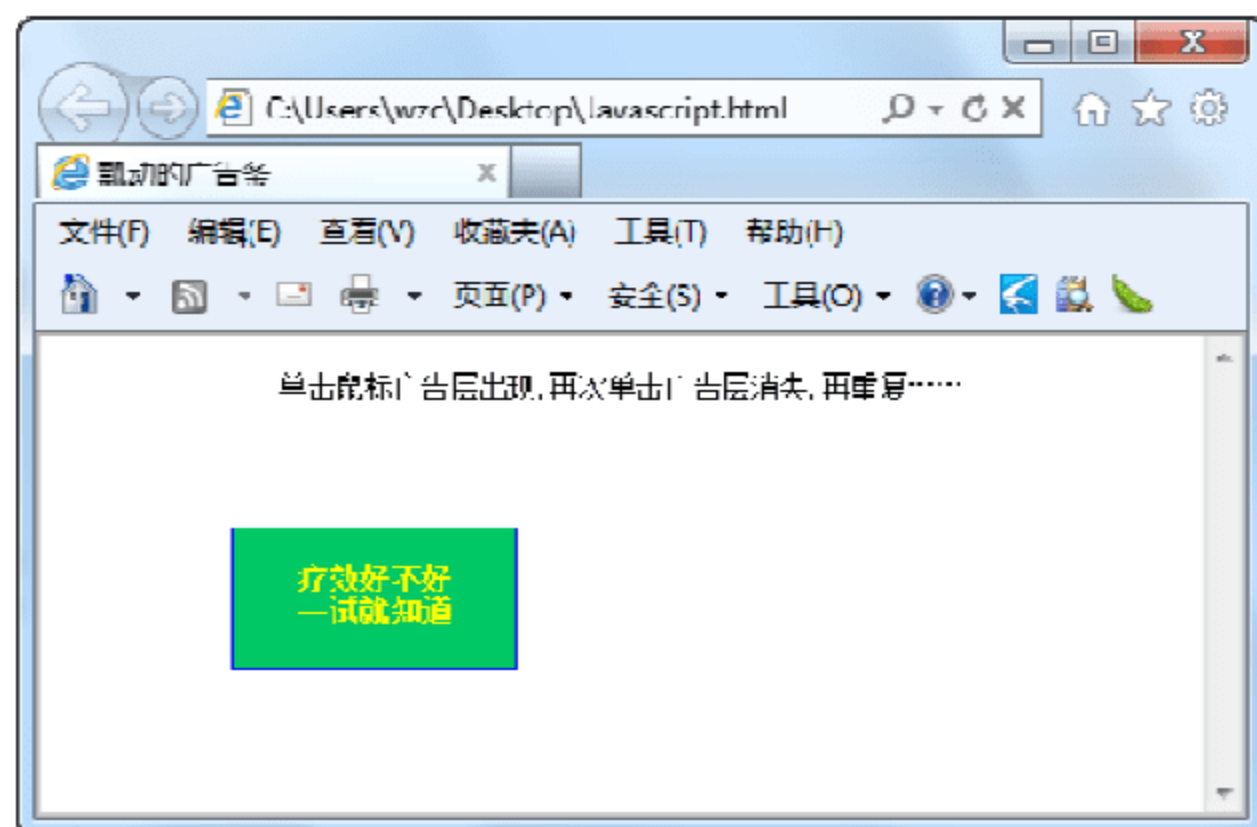 C:\Users\wzc\Desktop\Javascript.html
飘动的广告条
文件(F) 编辑(E) 查看(V) 收藏夹(A) 工具(T) 帮助(H)
页面(P) 安全(S) 工具(O)
单击鼠标广告层出现,再次单击广告层消失,再重复……
疗效好不好
一试就知道